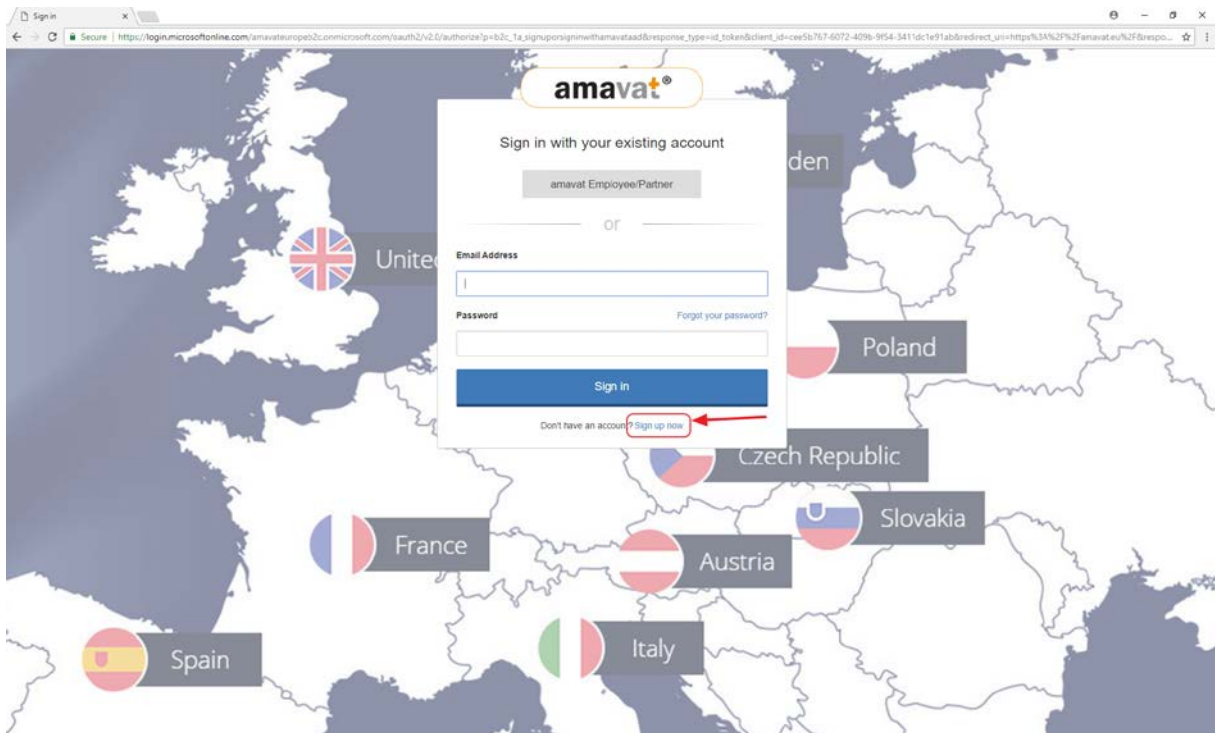 Sign in
Secure | https://login.microsoftonline.com/amavateuropeb2c.onmicrosoft.com/oauth2/v2.0/authorize?p=b2c_1a_signuporsigninwithamavataad&response_type=id_token&client_id=cee5b767-6072-409b-9f54-3411dc1e91ab&redirect_uri=https%3A%2F%2Famavat.eu%2F&respo...
amavat®
Sign in with your existing account
amavat Employee/Partner
or
Email Address
Password
Forgot your password?
Sign in
Don't have an account? Sign up now
den
Unite
Poland
Czech Republic
Slovakia
France
Austria
Italy
Spain